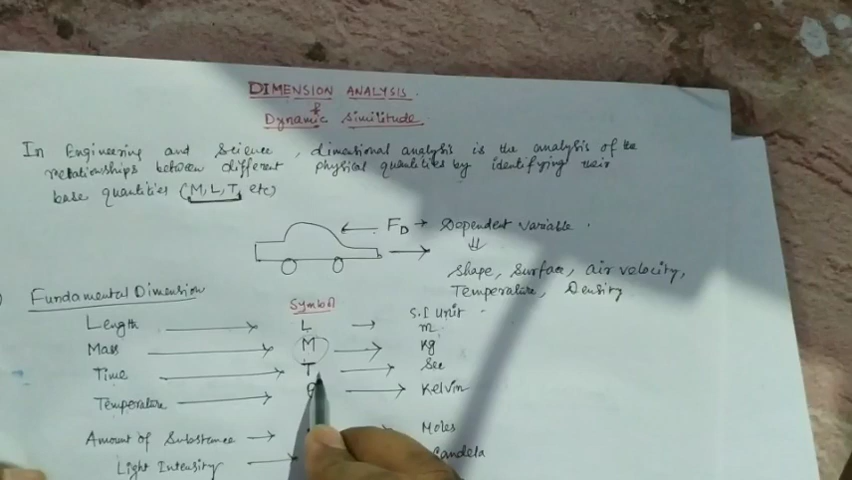 DIMENSION ANALYSIS
&
Dynamic Similitude
In Engineering and Science, dimensional analysis is the analysis of the
relationships between different physical quantities by identifying their
base quantities (M, L, T, etc)
FD → Dependent variable.
⇓
Shape, Surface, air velocity,
Temperature, Density
Fundamental Dimension
Symbol
S.I Unit
Length → L → m
Mass → M → Kg
Time → T → Sec
Temperature → → Kelvin
Amount of Substance → → Moles
Light Intensity → Candela